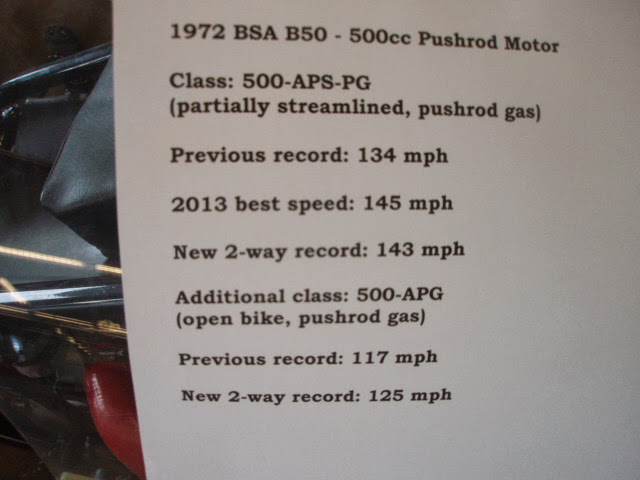 1972 BSA B50 - 500cc Pushrod Motor
Class: 500-APS-PG
(partially streamlined, pushrod gas)
Previous record: 134 mph
2013 best speed: 145 mph
New 2-way record: 143 mph
Additional class: 500-APG
(open bike, pushrod gas)
Previous record: 117 mph
New 2-way record: 125 mph